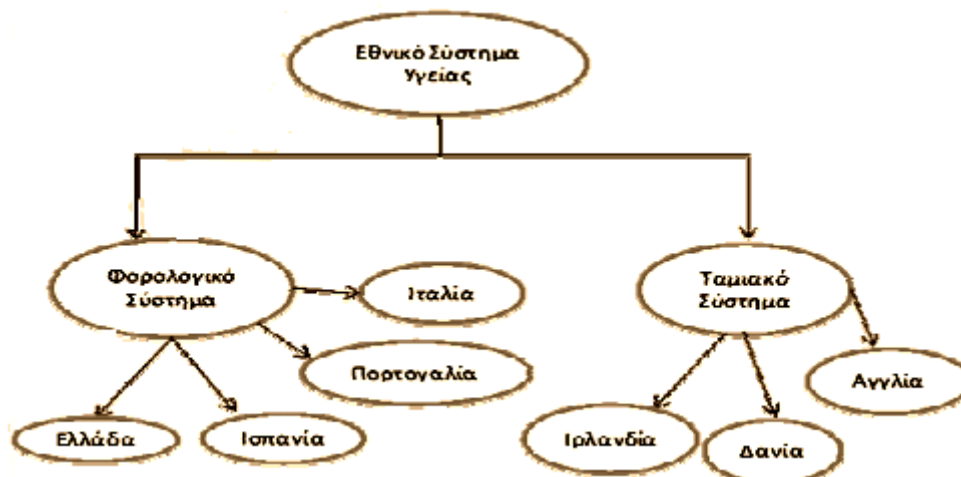 Εθνικό Σύστημα
Υγείας
Φορολογικό
Σύστημα
Ταμιακό
Σύστημα
Ιταλία
Πορτογαλία
Αγγλία
Ελλάδα
Ισπανία
Ιρλανδία
Δανία